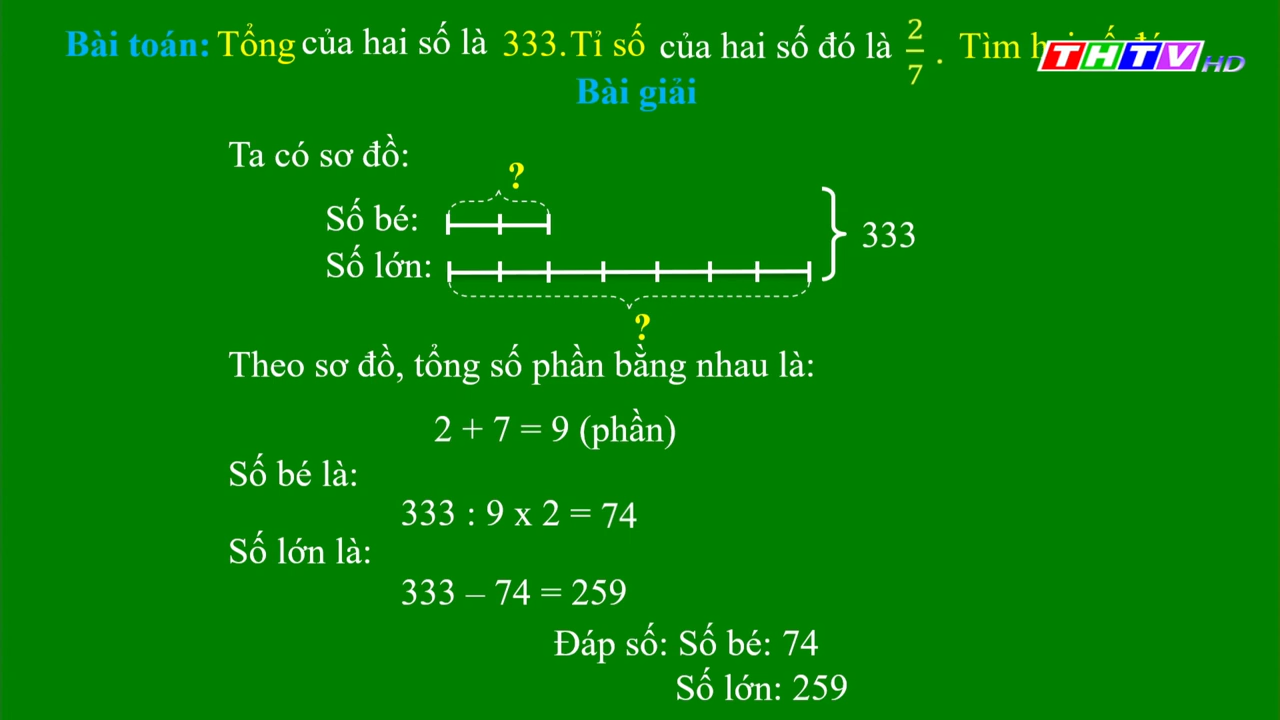 Bài toán: Tổng của hai số là 333. Tỉ số của hai số đó là 2/7 . Tìm
THTV HD
Bài giải
Ta có sơ đồ:
?
Số bé:
333
Số lớn:
?
Theo sơ đồ, tổng số phần bằng nhau là:
2 + 7 = 9 (phần)
Số bé là:
333 : 9 x 2 = 74
Số lớn là:
333 – 74 = 259
Đáp số: Số bé: 74
Số lớn: 259